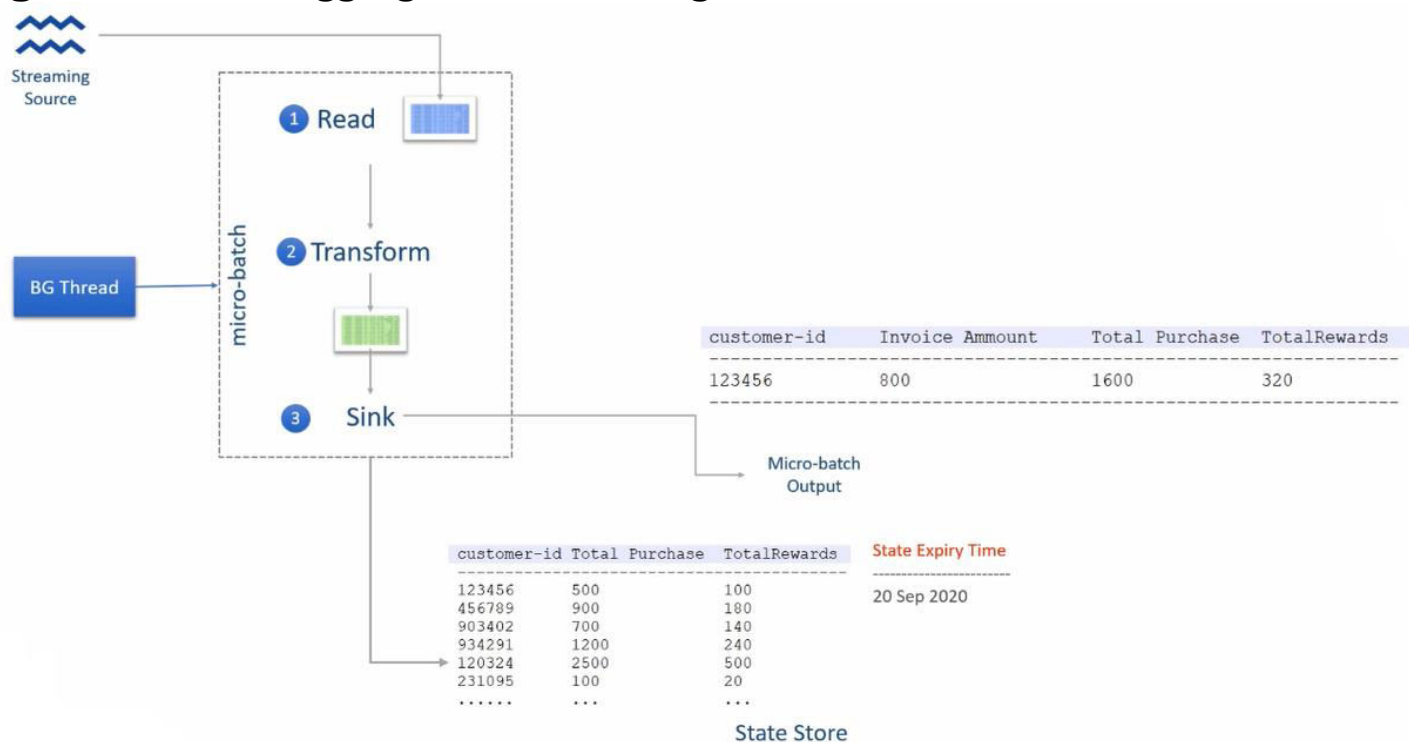 Streaming
Source
1 Read
2 Transform
micro-batch
BG Thread
3 Sink
customer-id Invoice Ammount Total Purchase TotalRewards
123456 800 1600 320
Micro-batch
Output
customer-id Total Purchase TotalRewards
123456 500 100
456789 900 180
903402 700 140
934291 1200 240
120324 2500 500
231095 100 20
...... ... ...
State Expiry Time
20 Sep 2020
State Store